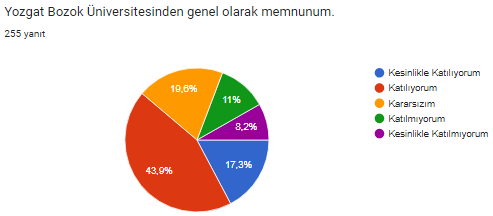 Yozgat Bozok Üniversitesinden genel olarak memnunum.
255 yanıt
19,6%
11%
8,2%
17,3%
43,9%
Kesinlikle Katılıyorum
Katılıyorum
Kararsızım
Katılmıyorum
Kesinlikle Katılmıyorum